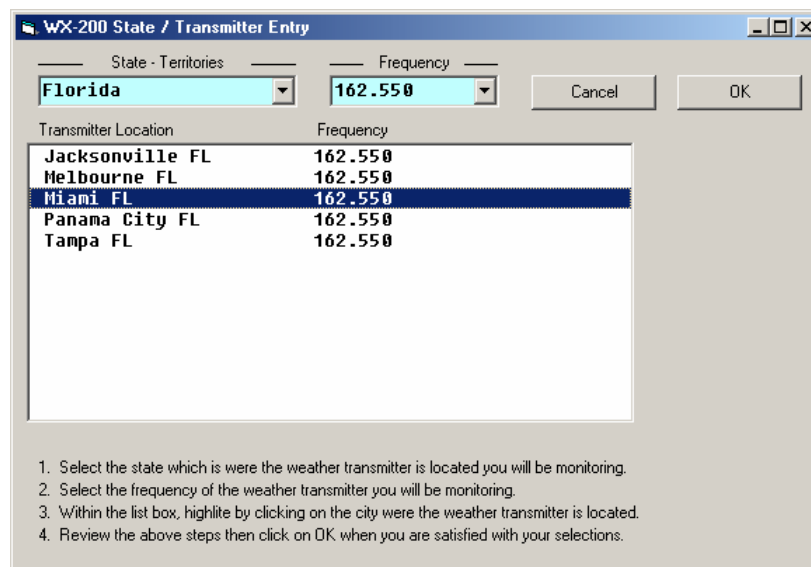 WX-200 State / Transmitter Entry
State - Territories Frequency
Florida 162.550 Cancel OK
Transmitter Location Frequency
Jacksonville FL 162.550
Melbourne FL 162.550
Miami FL 162.550
Panama City FL 162.550
Tampa FL 162.550
1. Select the state which is were the weather transmitter is located you will be monitoring.
2. Select the frequency of the weather transmitter you will be monitoring.
3. Within the list box, highlite by clicking on the city were the weather transmitter is located.
4. Review the above steps then click on OK when you are satisfied with your selections.